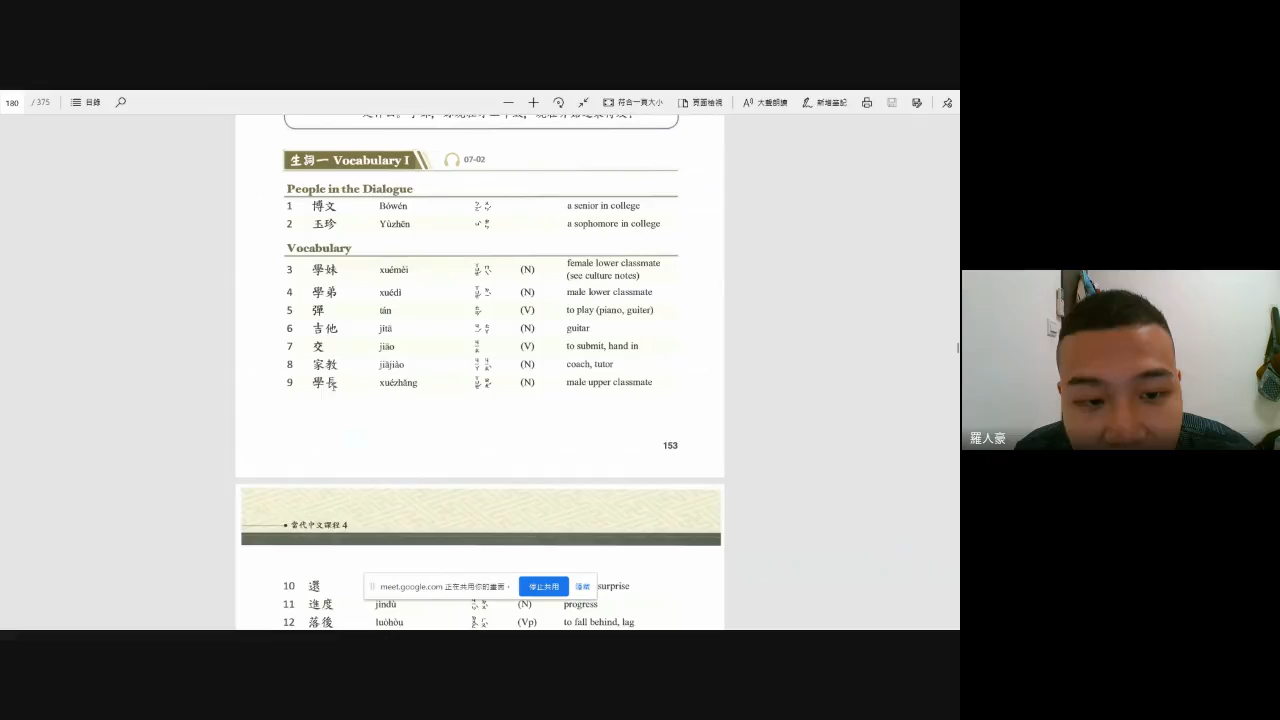 180 / 375 目錄 符合一頁大小 頁面檢視 大聲朗讀 新增筆記
生詞一 Vocabulary I 07-02
People in the Dialogue
1 博文 Bówén a senior in college
2 玉珍 Yùzhēn a sophomore in college
Vocabulary
3 學妹 xuémèi (N) female lower classmate
(see culture notes)
4 學弟 xuédì (N) male lower classmate
5 彈 tán (V) to play (piano, guiter)
6 吉他 jítā (N) guitar
7 交 jiāo (V) to submit, hand in
8 家教 jiājiào (N) coach, tutor
9 學長 xuézhǎng (N) male upper classmate
153
當代中文課程 4
10 還 surprise
meet.google.com 正在共用你的畫面。 停止共用 隱藏
11 進度 jìndù (N) progress
12 落後 luòhòu (Vp) to fall behind, lag
羅人豪